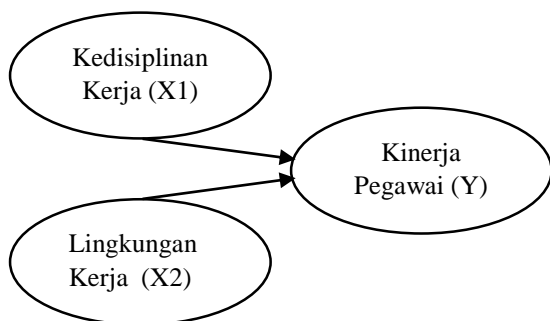 Kedisiplinan
Kerja (X1)
Kinerja
Pegawai (Y)
Lingkungan
Kerja  (X2)